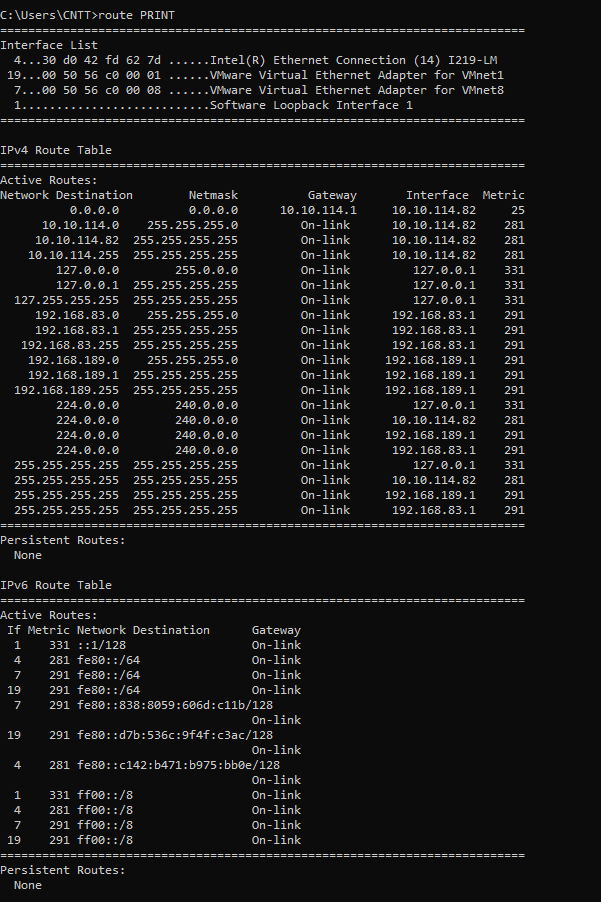 C:\Users\CNTT>route PRINT
===========================================================================
Interface List
  4...30 d0 42 fd 62 7d ......Intel(R) Ethernet Connection (14) I219-LM
 19...00 50 56 c0 00 01 ......VMware Virtual Ethernet Adapter for VMnet1
  7...00 50 56 c0 00 08 ......VMware Virtual Ethernet Adapter for VMnet8
  1...........................Software Loopback Interface 1
===========================================================================

IPv4 Route Table
===========================================================================
Active Routes:
Network Destination        Netmask          Gateway       Interface  Metric
          0.0.0.0          0.0.0.0      10.10.114.1     10.10.114.82     25
      10.10.114.0    255.255.255.0         On-link      10.10.114.82    281
     10.10.114.82  255.255.255.255         On-link      10.10.114.82    281
    10.10.114.255  255.255.255.255         On-link      10.10.114.82    281
        127.0.0.0        255.0.0.0         On-link         127.0.0.1    331
        127.0.0.1  255.255.255.255         On-link         127.0.0.1    331
  127.255.255.255  255.255.255.255         On-link         127.0.0.1    331
     192.168.83.0    255.255.255.0         On-link      192.168.83.1    291
     192.168.83.1  255.255.255.255         On-link      192.168.83.1    291
   192.168.83.255  255.255.255.255         On-link      192.168.83.1    291
    192.168.189.0    255.255.255.0         On-link     192.168.189.1    291
    192.168.189.1  255.255.255.255         On-link     192.168.189.1    291
  192.168.189.255  255.255.255.255         On-link     192.168.189.1    291
        224.0.0.0        240.0.0.0         On-link         127.0.0.1    331
        224.0.0.0        240.0.0.0         On-link      10.10.114.82    281
        224.0.0.0        240.0.0.0         On-link     192.168.189.1    291
        224.0.0.0        240.0.0.0         On-link      192.168.83.1    291
  255.255.255.255  255.255.255.255         On-link         127.0.0.1    331
  255.255.255.255  255.255.255.255         On-link      10.10.114.82    281
  255.255.255.255  255.255.255.255         On-link     192.168.189.1    291
  255.255.255.255  255.255.255.255         On-link      192.168.83.1    291
===========================================================================
Persistent Routes:
  None

IPv6 Route Table
===========================================================================
Active Routes:
 If Metric Network Destination      Gateway
  1    331 ::1/128                  On-link
  4    281 fe80::/64                On-link
  7    291 fe80::/64                On-link
 19    291 fe80::/64                On-link
  7    291 fe80::838:8059:606d:c11b/128
                                    On-link
 19    291 fe80::d7b:536c:9f4f:c3ac/128
                                    On-link
  4    281 fe80::c142:b471:b975:bb0e/128
                                    On-link
  1    331 ff00::/8                 On-link
  4    281 ff00::/8                 On-link
  7    291 ff00::/8                 On-link
 19    291 ff00::/8                 On-link
===========================================================================
Persistent Routes:
  None